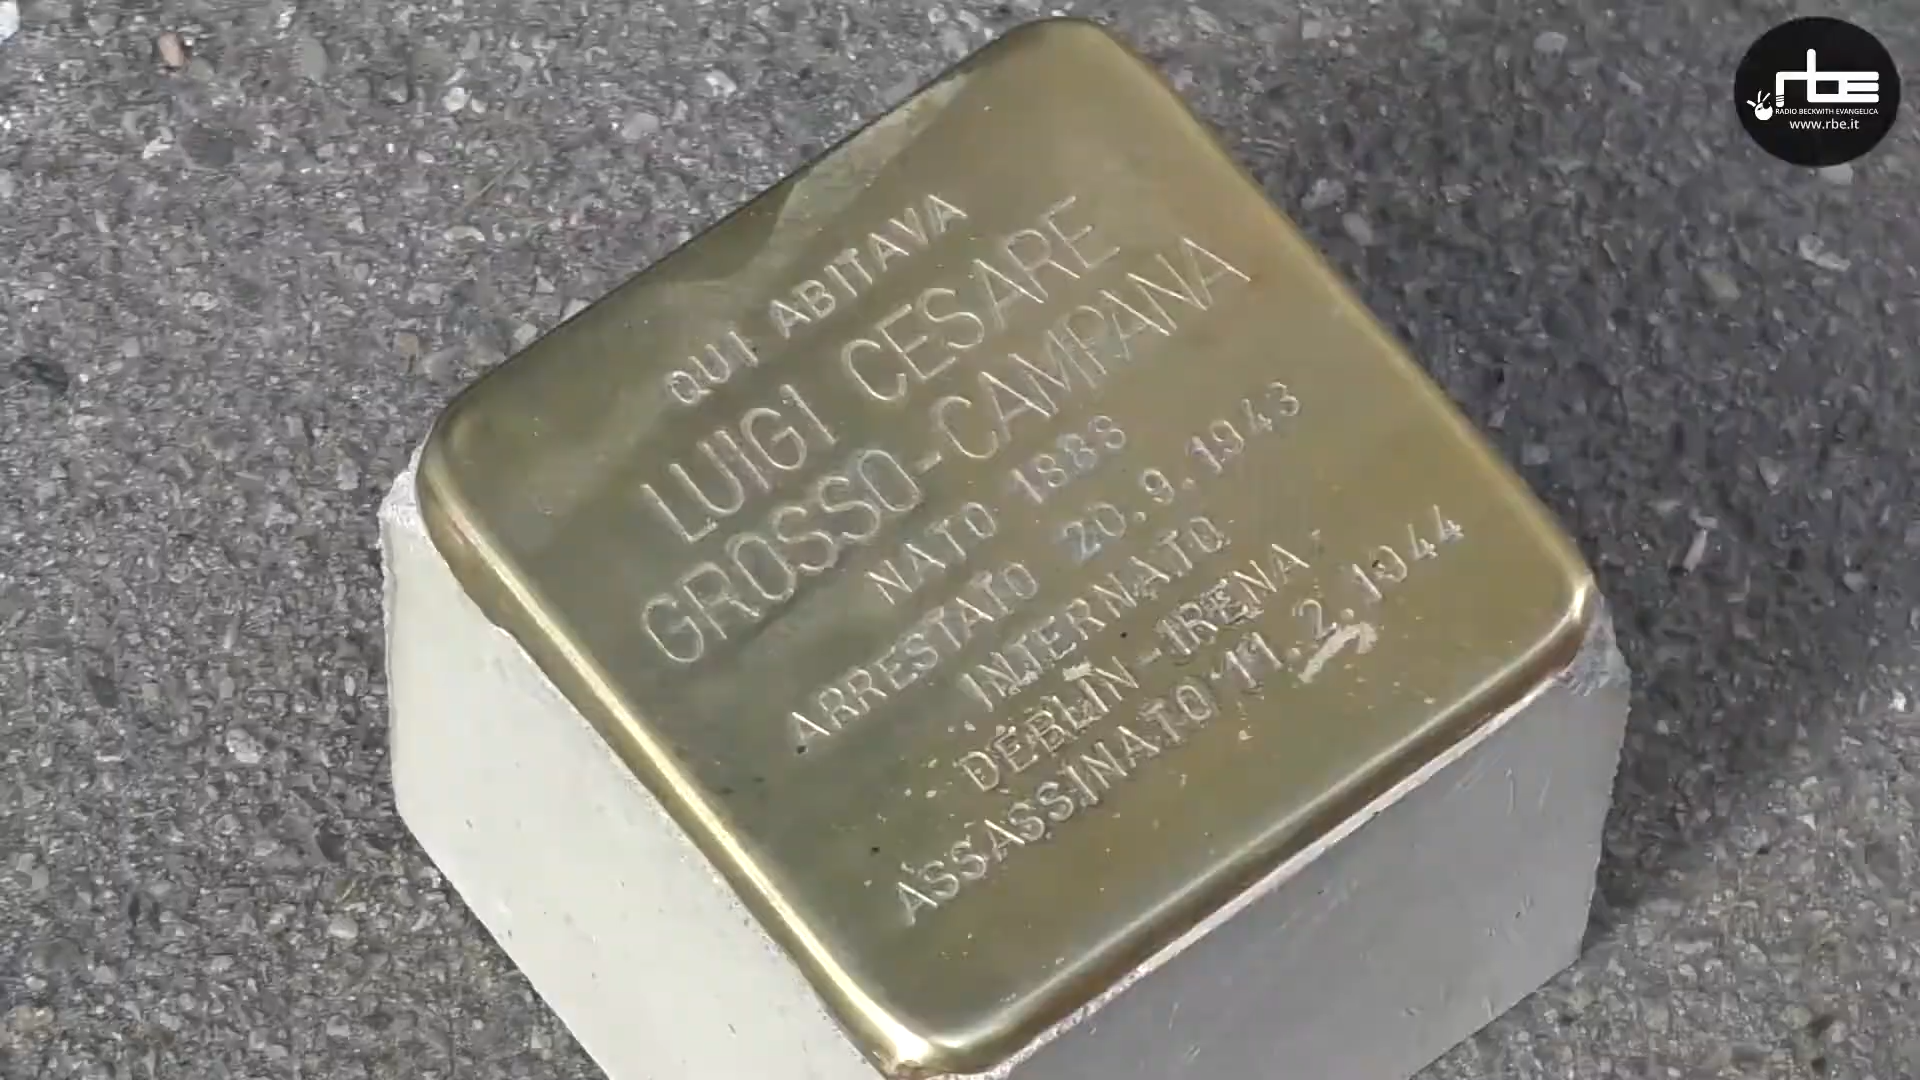 QUI ABITAVA
LUIGI CESARE
GROSSO-CAMPANA
NATO 1888
ARRESTATO 20.9.1943
INTERNATO
DEBLIN-IRENA
ASSASSINATO 11.2.1944
rbe
RADIO BECKWITH EVANGELICA
www.rbe.it